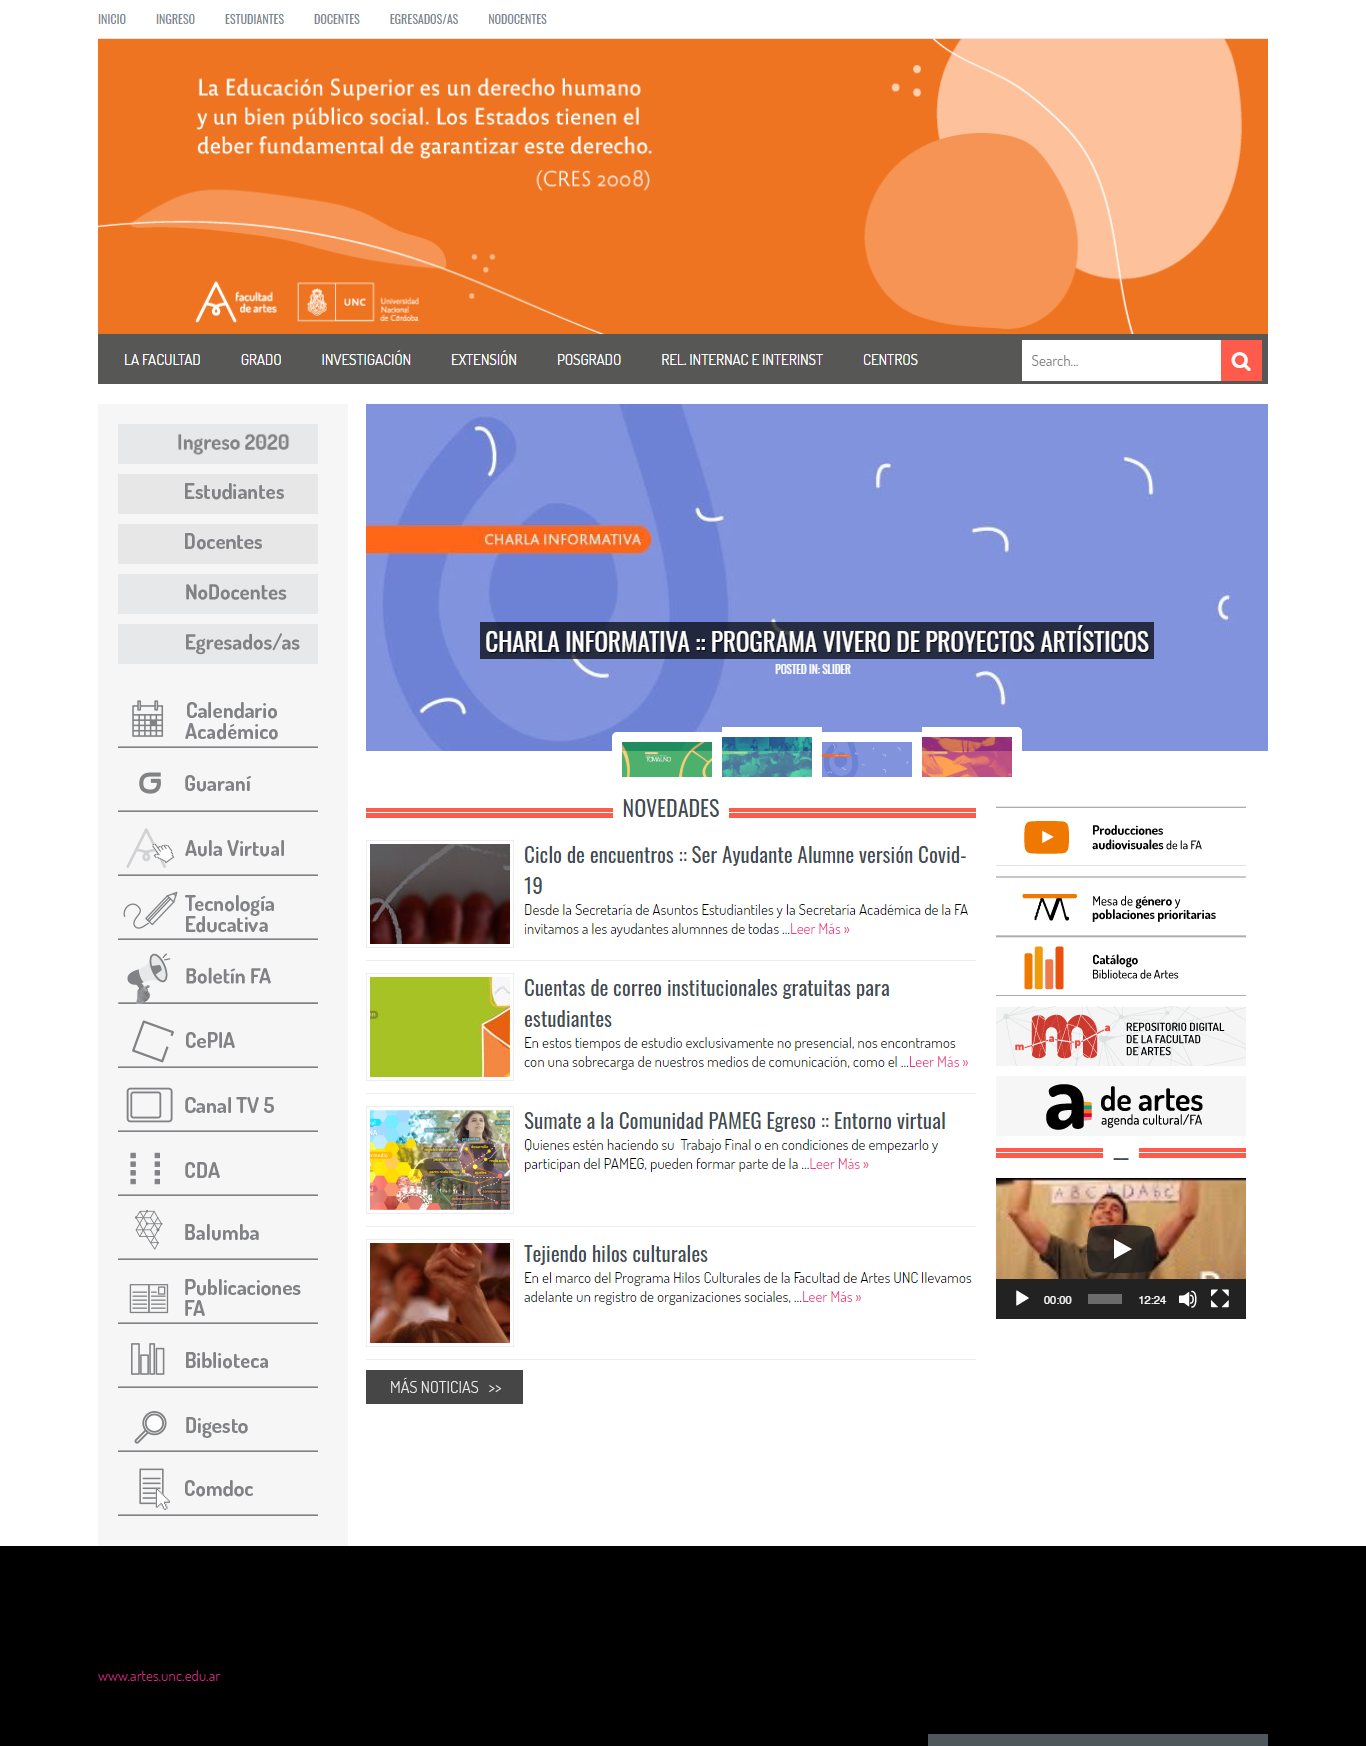 INICIO INGRESO ESTUDIANTES DOCENTES EGRESADOS/AS NODOCENTES
La Educación Superior es un derecho humano
y un bien público social. Los Estados tienen el
deber fundamental de garantizar este derecho.
(CRES 2008)
facultad
de artes
UNC
Universidad
Nacional
de Córdoba
LA FACULTAD GRADO INVESTIGACIÓN EXTENSIÓN POSGRADO REL. INTERNAC E INTERINST CENTROS
Search...
Ingreso 2020
Estudiantes
Docentes
NoDocentes
Egresados/as
Calendario
Académico
Guaraní
Aula Virtual
Tecnología
Educativa
Boletín FA
CePIA
Canal TV 5
CDA
Balumba
Publicaciones
FA
Biblioteca
Digesto
Comdoc
CHARLA INFORMATIVA
CHARLA INFORMATIVA :: PROGRAMA VIVERO DE PROYECTOS ARTÍSTICOS
POSTED IN: SLIDER
NOVEDADES
Ciclo de encuentros :: Ser Ayudante Alumne versión Covid-
19
Desde la Secretaría de Asuntos Estudiantiles y la Secretaría Académica de la FA
invitamos a les ayudantes alumnnes de todas ...Leer Más »
Cuentas de correo institucionales gratuitas para
estudiantes
En estos tiempos de estudio exclusivamente no presencial, nos encontramos
con una sobrecarga de nuestros medios de comunicación, como el ...Leer Más »
Sumate a la Comunidad PAMEG Egreso :: Entorno virtual
Quienes estén haciendo su Trabajo Final o en condiciones de empezarlo y
participan del PAMEG, pueden formar parte de la ...Leer Más »
Tejiendo hilos culturales
En el marco del Programa Hilos Culturales de la Facultad de Artes UNC llevamos
adelante un registro de organizaciones sociales, ...Leer Más »
MÁS NOTICIAS >>
Producciones
audiovisuales de la FA
Mesa de género y
poblaciones prioritarias
Catálogo
Biblioteca de Artes
mapa
REPOSITORIO DIGITAL
DE LA FACULTAD
DE ARTES
a: de artes
agenda cultural/FA
_
ABCADABC
00:00 12:24
www.artes.unc.edu.ar